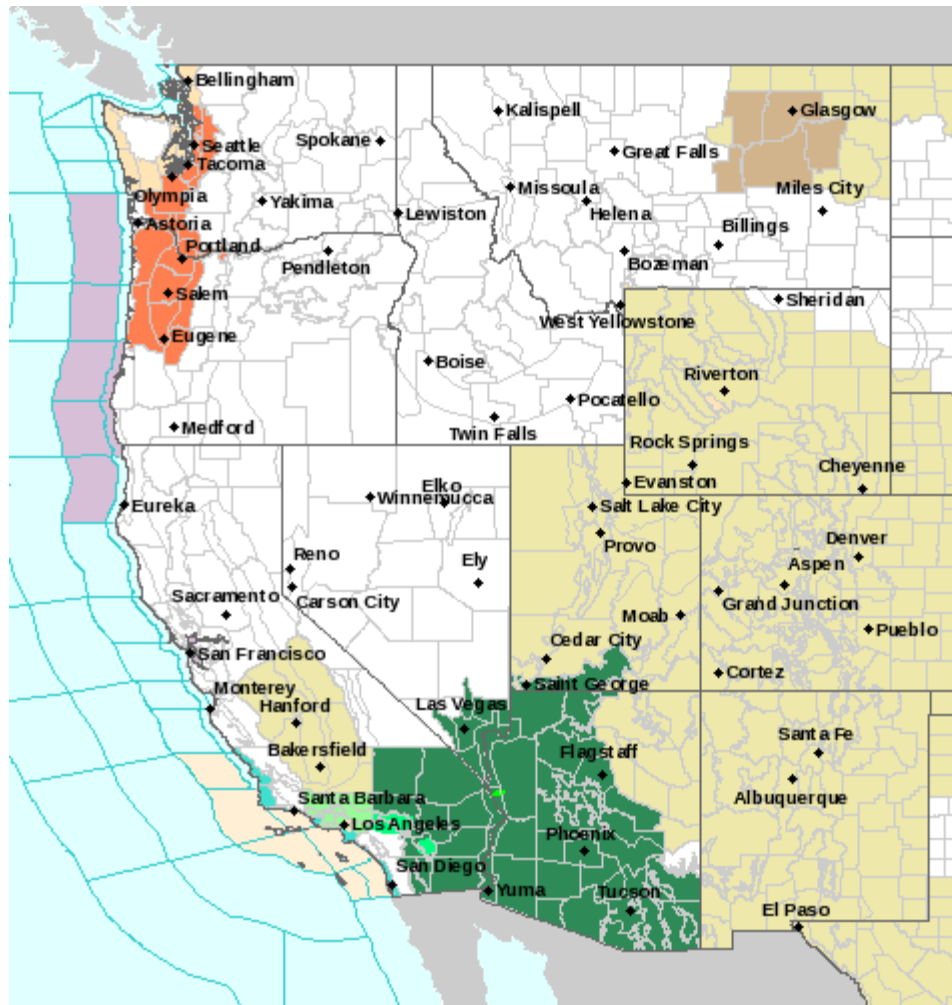 Bellingham
Kalispell
Glasgow
Seattle
Spokane
Great Falls
Tacoma
Missoula
Miles City
Olympia
Yakima
Lewiston
Helena
Astoria
Billings
Portland
Pendleton
Bozeman
Salem
Sheridan
West Yellowstone
Eugene
Boise
Riverton
Pocatello
Medford
Twin Falls
Rock Springs
Cheyenne
Elko
Evanston
Winnemucca
Eureka
Salt Lake City
Provo
Denver
Reno
Ely
Aspen
Sacramento
Carson City
Grand Junction
Moab
Pueblo
Cedar City
San Francisco
Cortez
Saint George
Monterey
Las Vegas
Hanford
Santa Fe
Bakersfield
Flagstaff
Albuquerque
Santa Barbara
Los Angeles
Phoenix
San Diego
Yuma
Tucson
El Paso